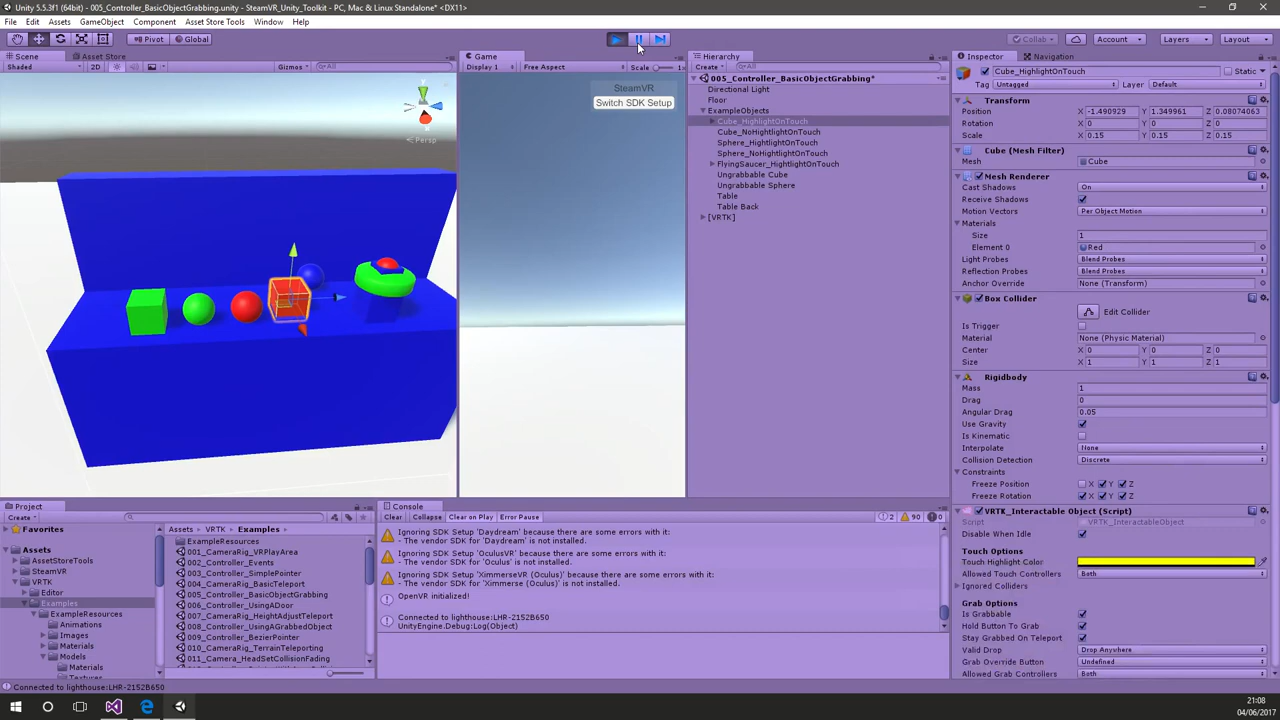 Unity 5.5.3f1 (64bit) - 005_Controller_BasicObjectGrabbing.unity - SteamVR_Unity_Toolkit - PC, Mac & Linux Standalone* <DX11>
File Edit Assets GameObject Component Asset Store Tools Window Help
Pivot Global Collab Account Layers Layout
Scene Asset Store
Shaded 2D Gizmos All
Persp
Game
Display 1 Free Aspect Scale 1
SteamVR
Switch SDK Setup
Hierarchy
Create All
005_Controller_BasicObjectGrabbing*
Directional Light
Floor
ExampleObjects
Cube_HighlightOnTouch
Cube_NoHightlightOnTouch
Sphere_HightlightOnTouch
Sphere_NoHightlightOnTouch
FlyingSaucer_HightlightOnTouch
Ungrabbable Cube
Ungrabbable Sphere
Table
Table Back
[VRTK]
Inspector Navigation
Cube_HighlightOnTouch Static
Tag Untagged Layer Default
Transform
Position X -1.490929 Y 1.349961 Z 0.08074063
Rotation X 0 Y 0 Z 0
Scale X 0.15 Y 0.15 Z 0.15
Cube (Mesh Filter)
Mesh Cube
Mesh Renderer
Cast Shadows On
Receive Shadows
Motion Vectors Per Object Motion
Materials
Size 1
Element 0 Red
Light Probes Blend Probes
Reflection Probes Blend Probes
Anchor Override None (Transform)
Box Collider
Edit Collider
Is Trigger
Material None (Physic Material)
Center X 0 Y 0 Z 0
Size X 1 Y 1 Z 1
Rigidbody
Mass 1
Drag 0
Angular Drag 0.05
Use Gravity
Is Kinematic
Interpolate None
Collision Detection Discrete
Constraints
Freeze Position X Y Z
Freeze Rotation X Y Z
VRTK_Interactable Object (Script)
Script VRTK_InteractableObject
Disable When Idle
Touch Options
Touch Highlight Color
Allowed Touch Controllers Both
Ignored Colliders
Grab Options
Is Grabbable
Hold Button To Grab
Stay Grabbed On Teleport
Valid Drop Drop Anywhere
Grab Override Button Undefined
Allowed Grab Controllers Both
Project
Create
Favorites
Assets
AssetStoreTools
SteamVR
VRTK
Editor
Examples
ExampleResources
Animations
Images
Materials
Models
Materials
Textures
Assets VRTK Examples
ExampleResources
001_CameraRig_VRPlayArea
002_Controller_Events
003_Controller_SimplePointer
004_CameraRig_BasicTeleport
005_Controller_BasicObjectGrabbing
006_Controller_UsingADoor
007_CameraRig_HeightAdjustTeleport
008_Controller_UsingAGrabbedObject
009_Controller_BezierPointer
010_CameraRig_TerrainTeleporting
011_Camera_HeadSetCollisionFading
Console
Clear Collapse Clear on Play Error Pause 2 90 0
Ignoring SDK Setup 'Daydream' because there are some errors with it:
- The vendor SDK for 'Daydream' is not installed.
Ignoring SDK Setup 'OculusVR' because there are some errors with it:
- The vendor SDK for 'Oculus' is not installed.
Ignoring SDK Setup 'XimmerseVR (Oculus)' because there are some errors with it:
- The vendor SDK for 'Ximmerse (Oculus)' is not installed.
OpenVR initialized!
Connected to lighthouse:LHR-2152B650
UnityEngine.Debug:Log(Object)
Connected to lighthouse:LHR-2152B650
21:08
04/06/2017